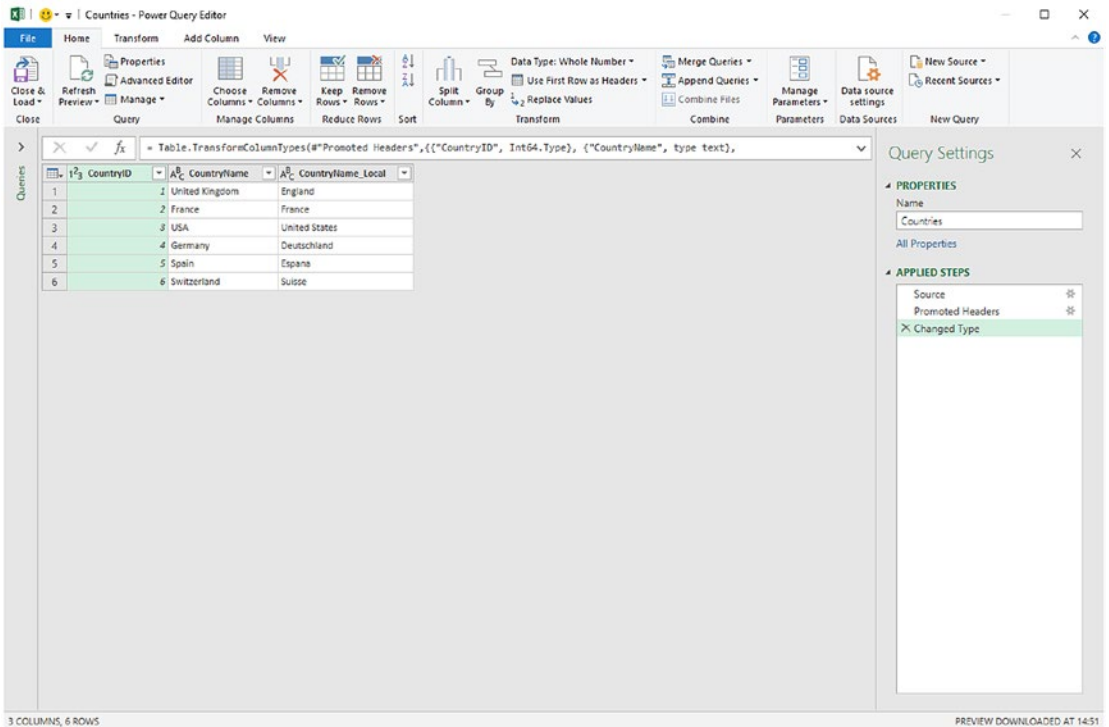 Countries - Power Query Editor
File Home Transform Add Column View
Close & Load
Close
Refresh Preview
Properties
Advanced Editor
Manage
Query
Choose Columns
Remove Columns
Manage Columns
Keep Rows
Remove Rows
Reduce Rows
Sort
Split Column
Group By
Data Type: Whole Number
Use First Row as Headers
Replace Values
Transform
Merge Queries
Append Queries
Combine Files
Combine
Manage Parameters
Parameters
Data source settings
Data Sources
New Source
Recent Sources
New Query
Queries
fx = Table.TransformColumnTypes(#"Promoted Headers",{{"CountryID", Int64.Type}, {"CountryName", type text},
123 CountryID ABC CountryName ABC CountryName_Local
1 1 United Kingdom England
2 2 France France
3 3 USA United States
4 4 Germany Deutschland
5 5 Spain Espana
6 6 Switzerland Suisse
Query Settings
PROPERTIES
Name
Countries
All Properties
APPLIED STEPS
Source
Promoted Headers
Changed Type
3 COLUMNS, 6 ROWS
PREVIEW DOWNLOADED AT 14:51